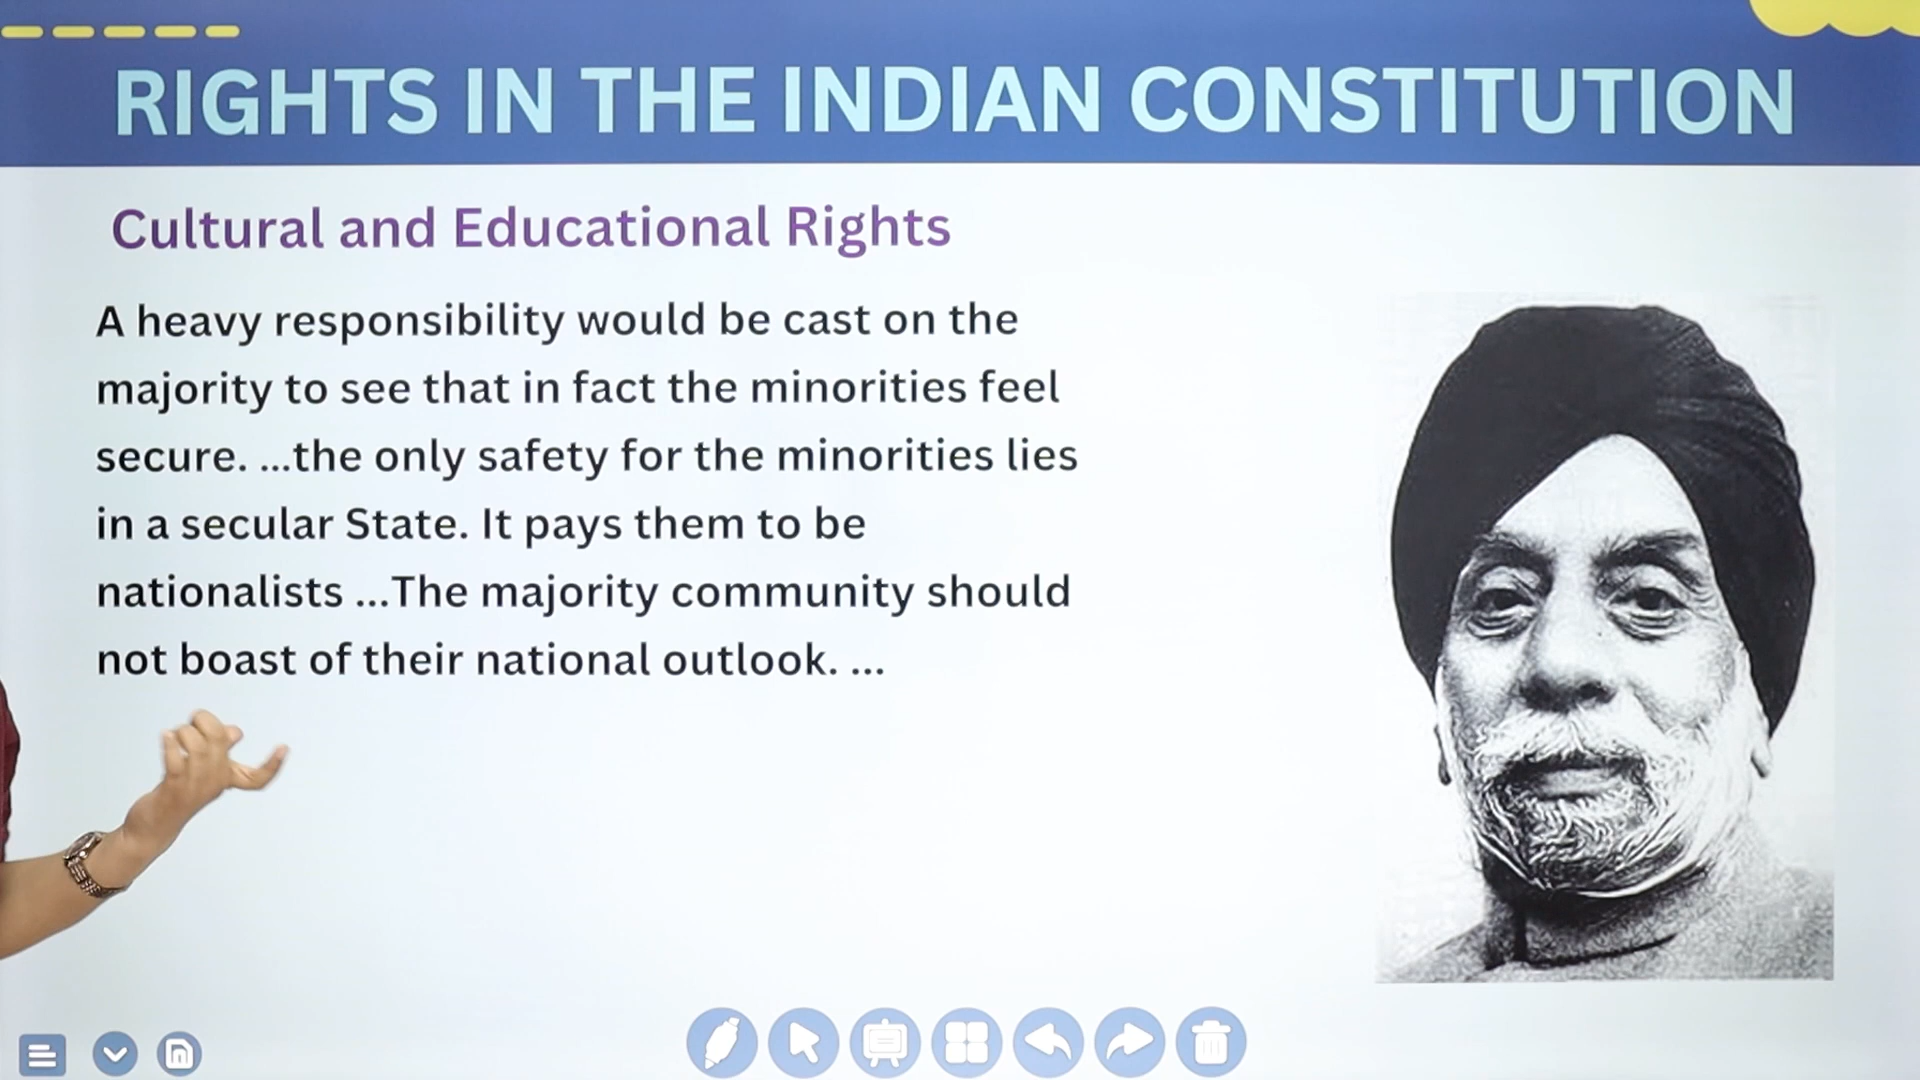 RIGHTS IN THE INDIAN CONSTITUTION
Cultural and Educational Rights
A heavy responsibility would be cast on the
majority to see that in fact the minorities feel
secure. ...the only safety for the minorities lies
in a secular State. It pays them to be
nationalists ...The majority community should
not boast of their national outlook. ...